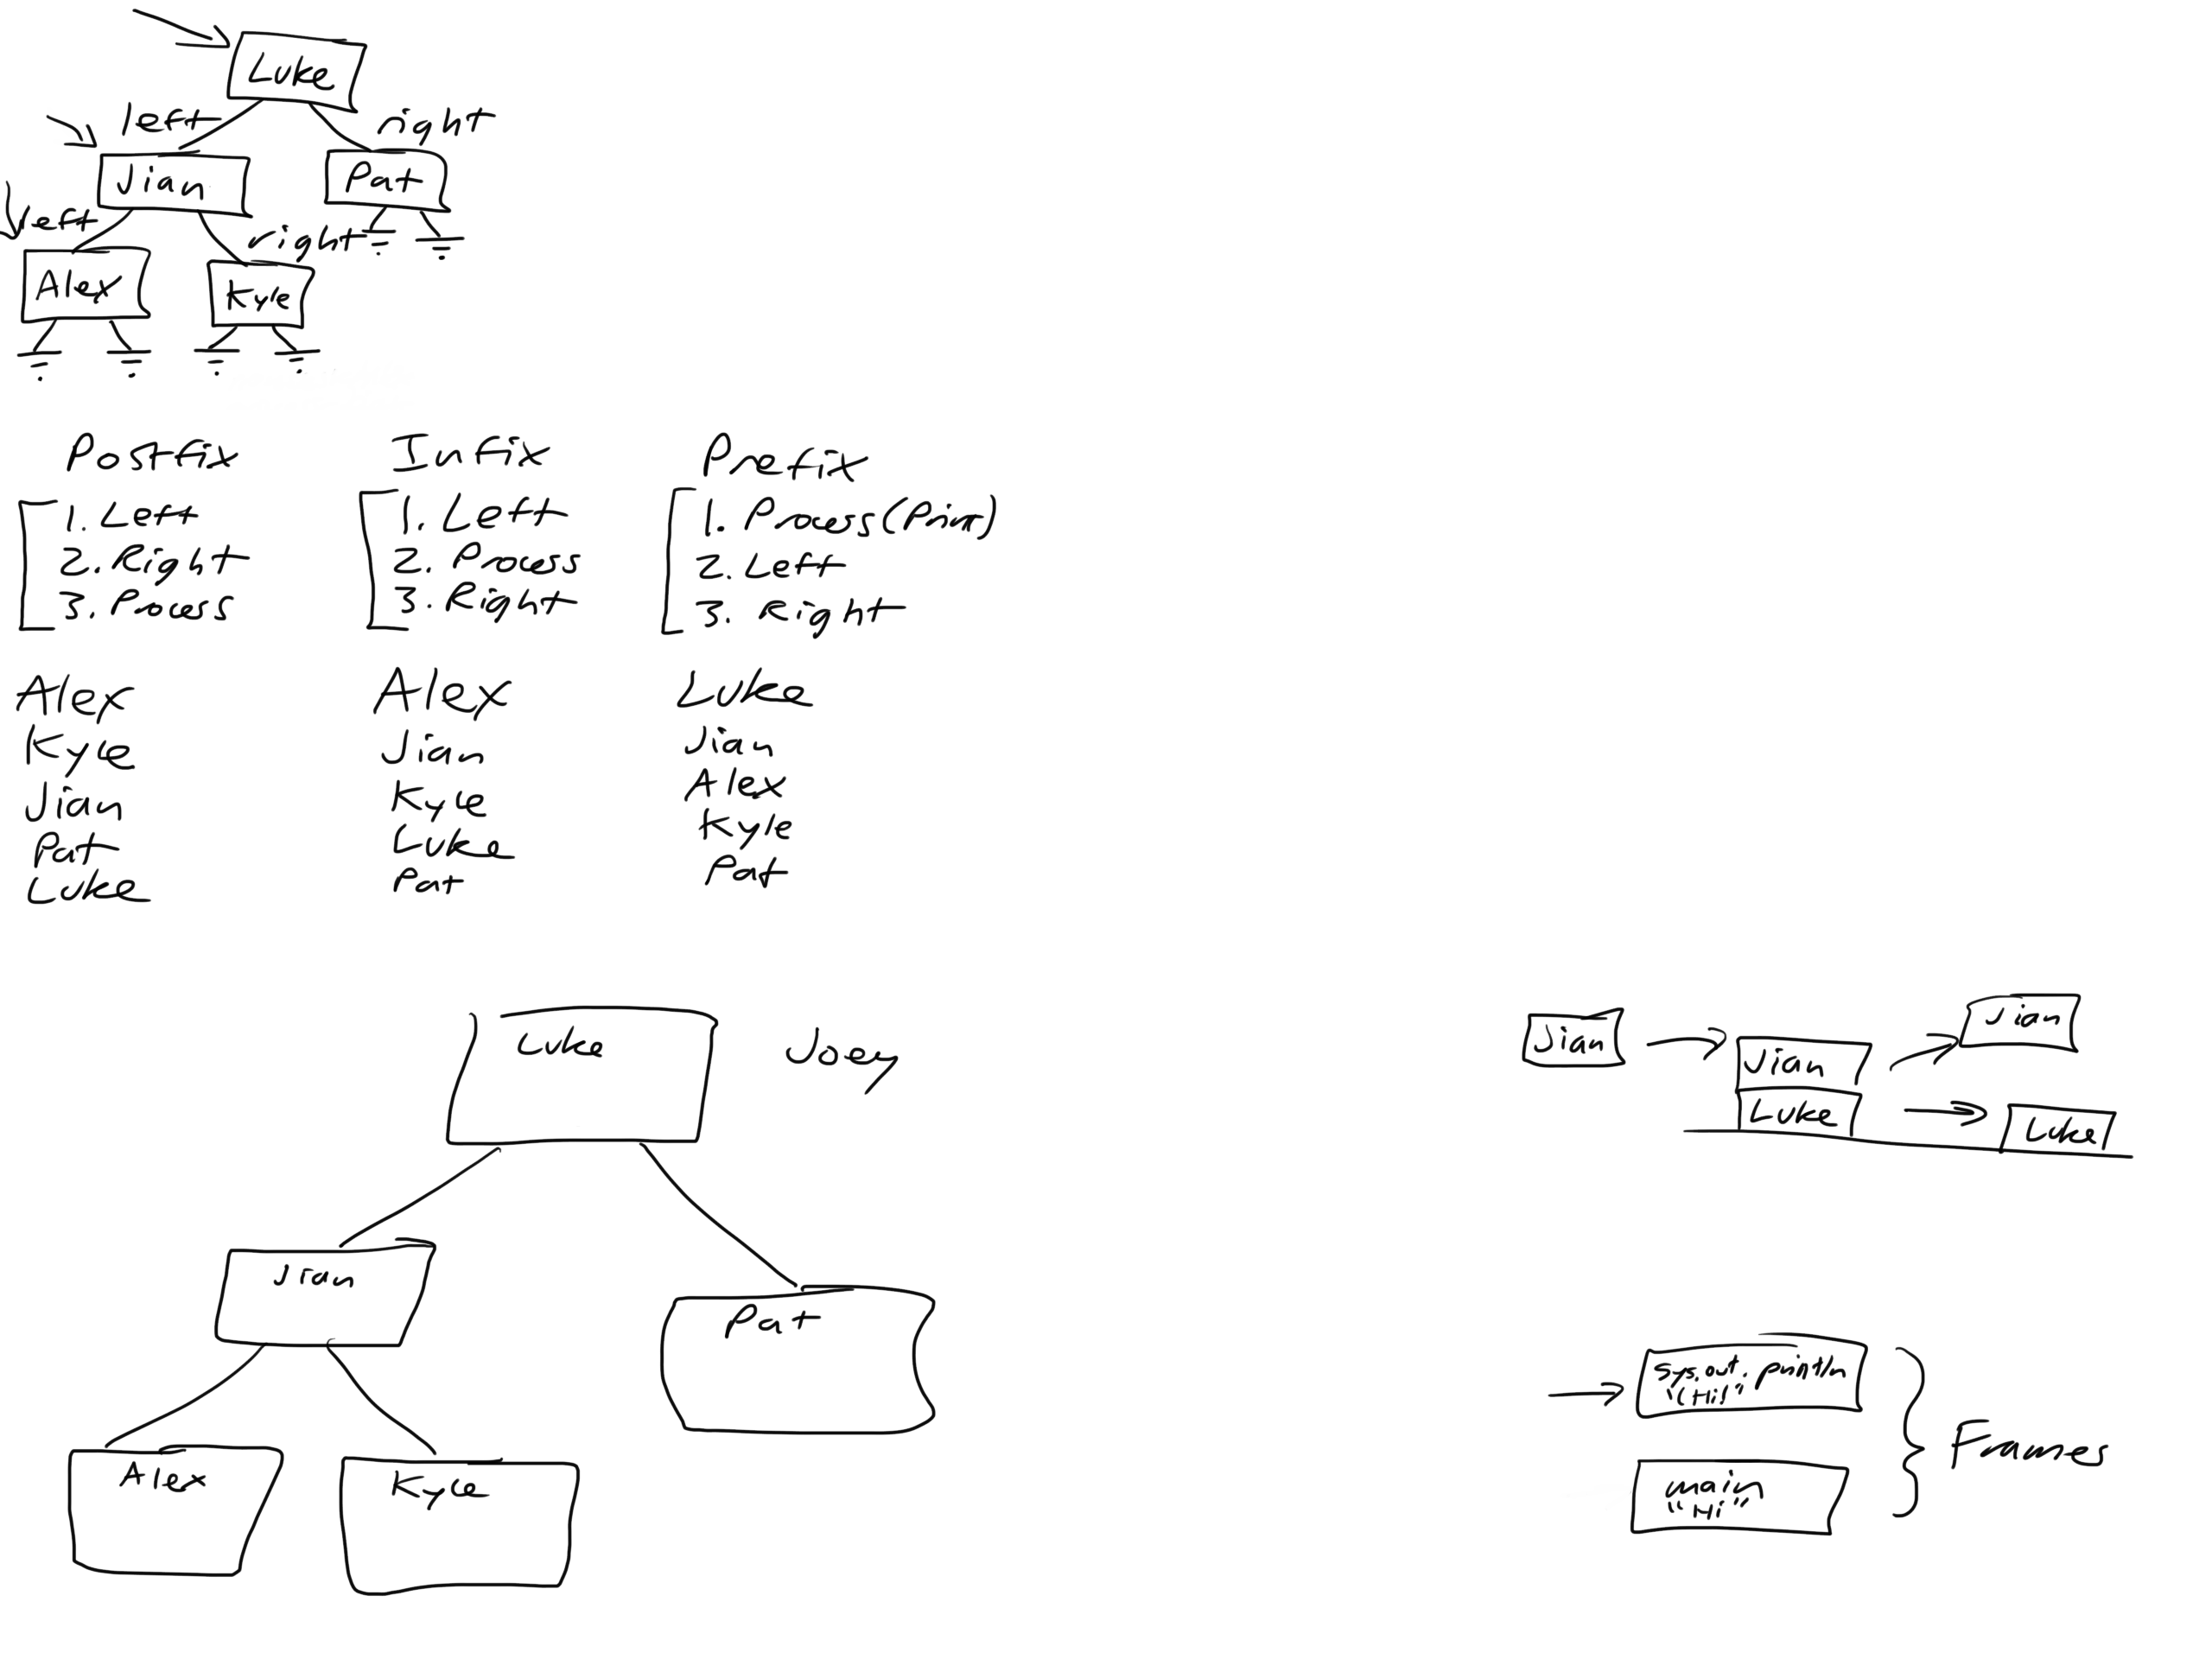 Luke
left
right
Jian
Pat
left
right
Alex
Kyle
Postfix
1. Left
2. Right
3. Process
Alex
Kyle
Jian
Pat
Luke
Infix
1. Left
2. Process
3. Right
Alex
Jian
Kyle
Luke
Pat
Prefix
1. Process (Print)
2. Left
3. Right
Luke
Jian
Alex
Kyle
Pat
Luke
Joey
Jian
Pat
Alex
Kyle
Jian
Jian
Jian
Luke
Luke
sys.out.println
"(Hi)"
main
"Hi"
Frames